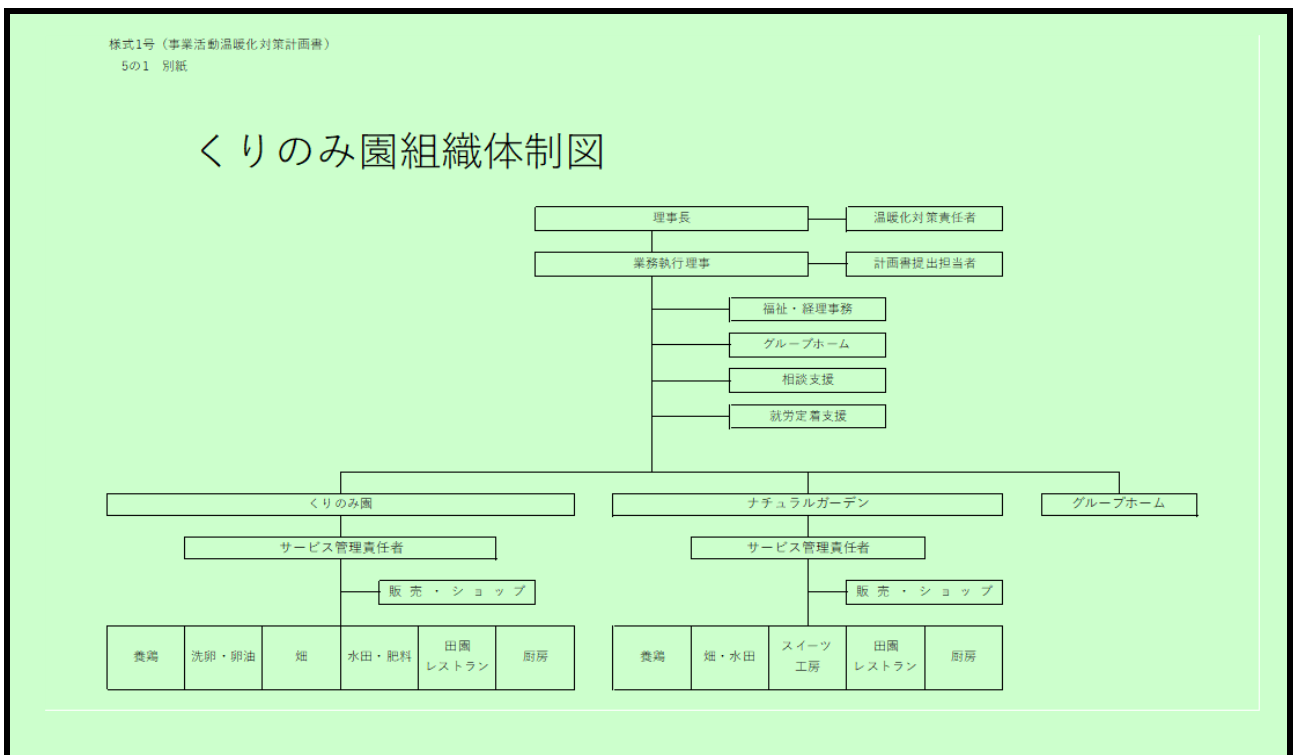 様式1号（事業活動温暖化対策計画書）
5の1 別紙
くりのみ園組織体制図
理事長
温暖化対策責任者
業務執行理事
計画書提出担当者
福祉・経理事務
グループホーム
相談支援
就労定着支援
くりのみ園
ナチュラルガーデン
グループホーム
サービス管理責任者
サービス管理責任者
販売・ショップ
販売・ショップ
養鶏
洗卵・卵油
畑
水田・肥料
田園
レストラン
厨房
養鶏
畑・水田
スイーツ
工房
田園
レストラン
厨房